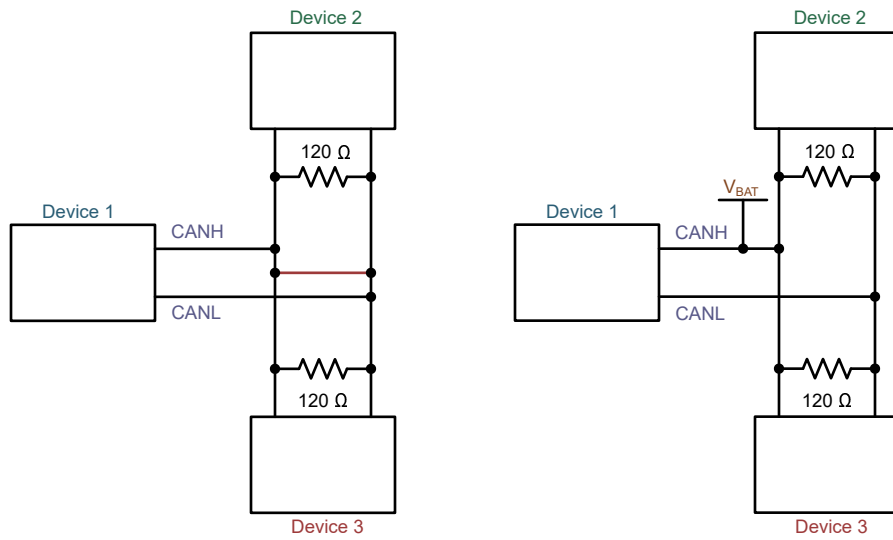 Device 2
120 Ω
Device 1
CANH
CANL
120 Ω
Device 3
Device 2
120 Ω
VBAT
Device 1
CANH
CANL
120 Ω
Device 3